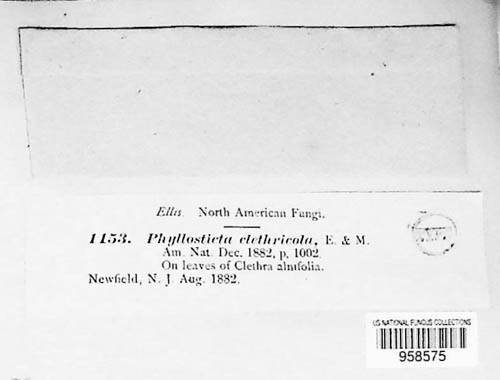 Ellis. North American Fungi.
1153. Phyllosticta clethricola, E. & M.
Am. Nat. Dec. 1882, p. 1002.
On leaves of Clethra alnifolia.
Newfield, N. J. Aug. 1882.
US NATIONAL FUNGUS COLLECTIONS
958575